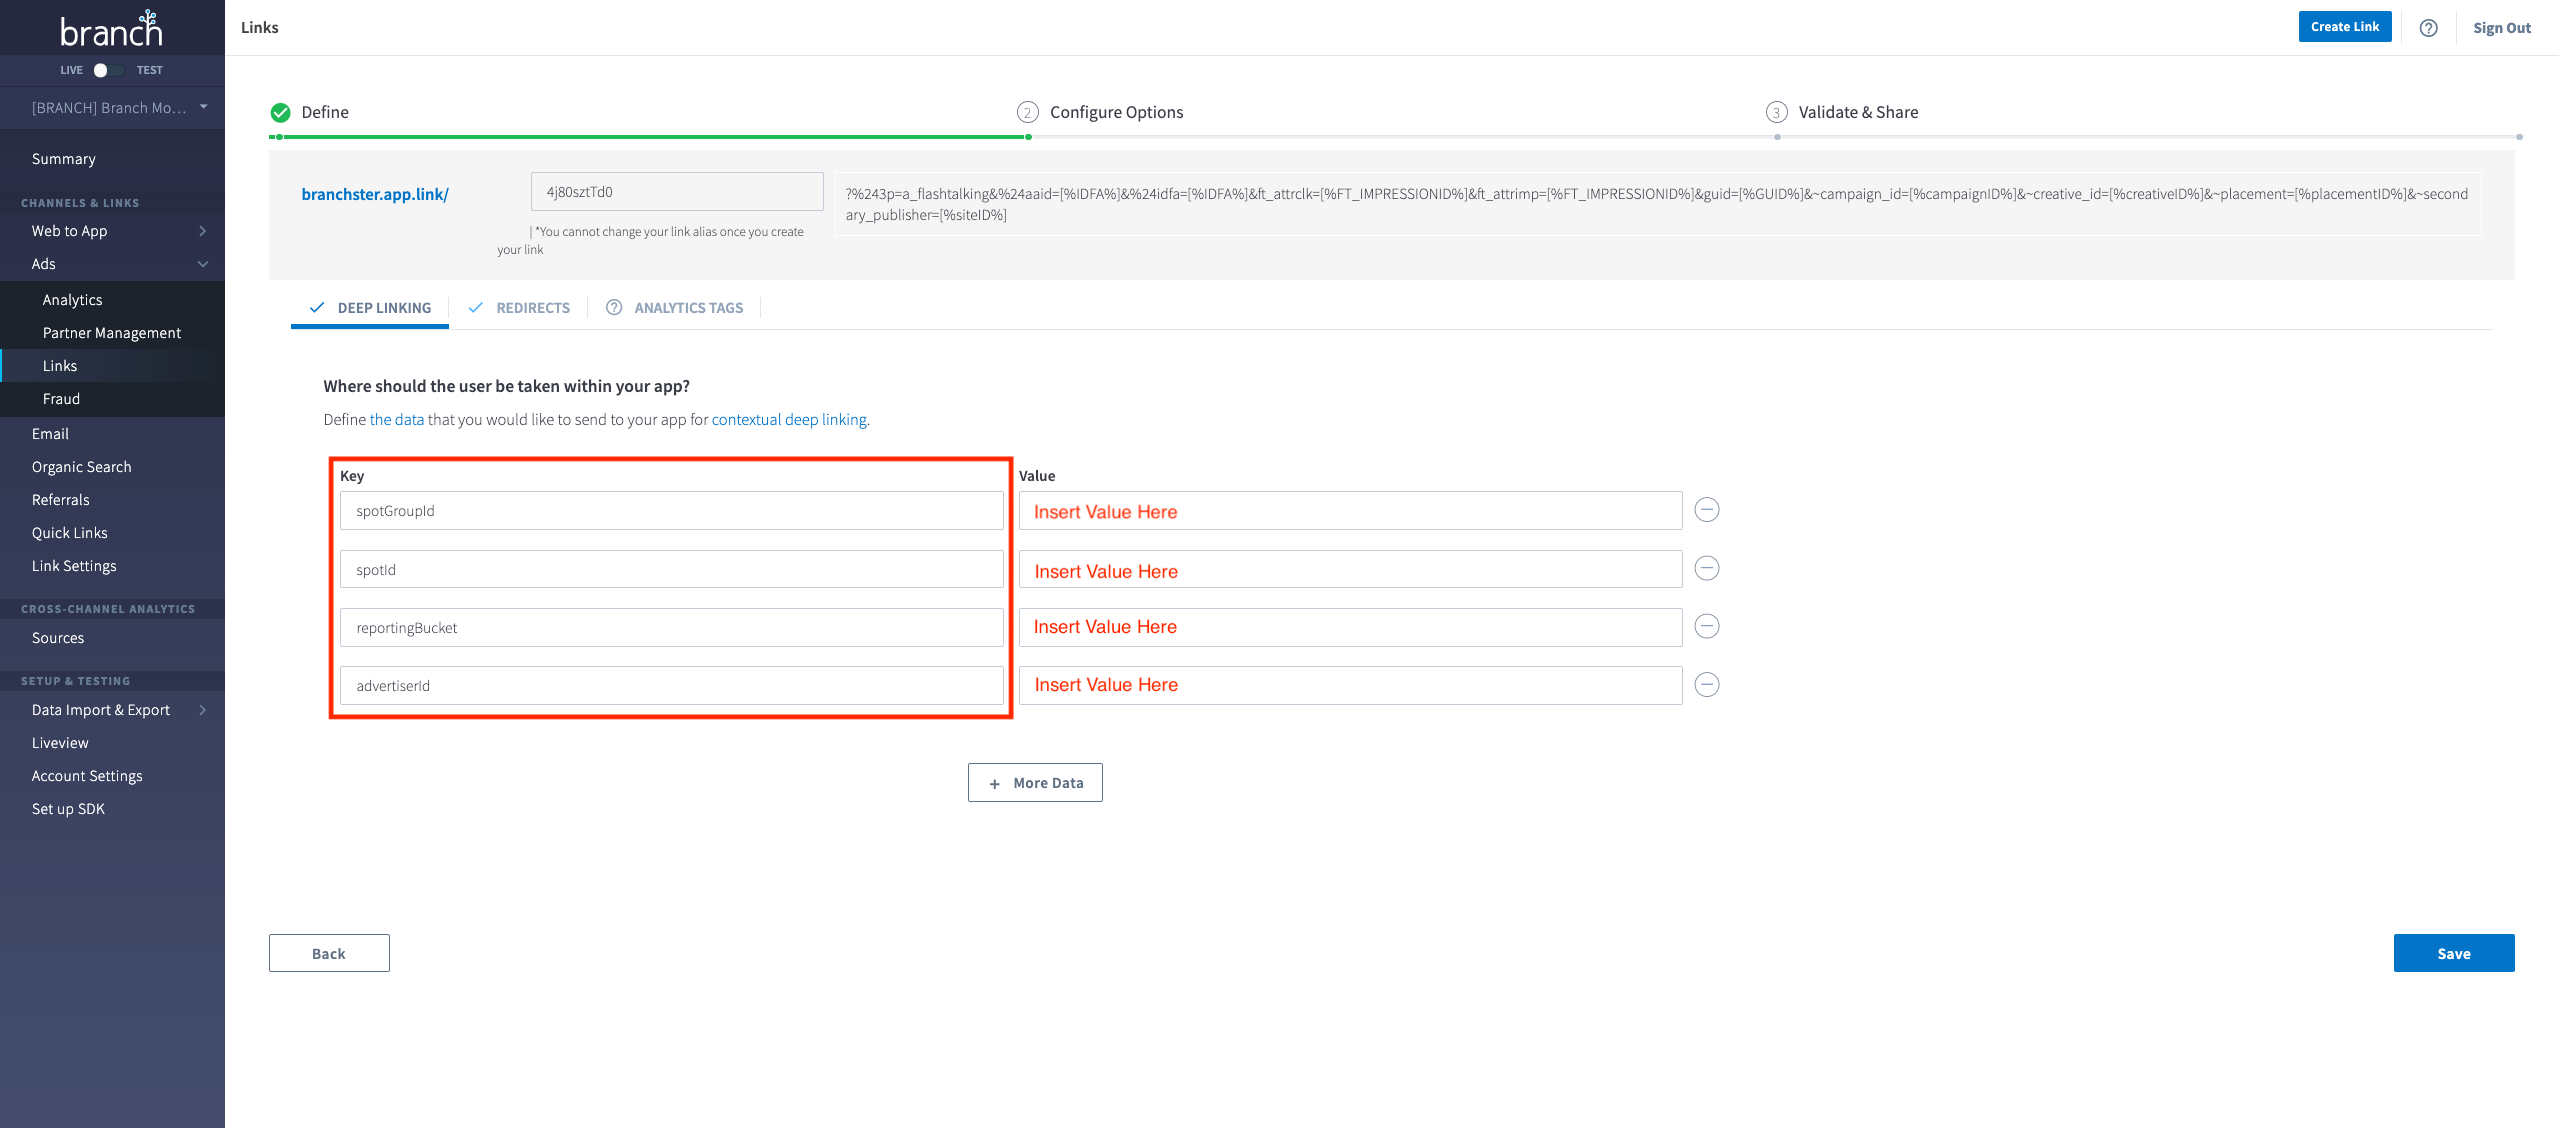 branch
LIVE TEST
[BRANCH] Branch Mo...
Summary
CHANNELS & LINKS
Web to App
Ads
Analytics
Partner Management
Links
Fraud
Email
Organic Search
Referrals
Quick Links
Link Settings
CROSS-CHANNEL ANALYTICS
Sources
SETUP & TESTING
Data Import & Export
Liveview
Account Settings
Set up SDK
Links
Create Link
?
Sign Out
Define
2 Configure Options
3 Validate & Share
branchster.app.link/
4j80sztTd0
| *You cannot change your link alias once you create
your link
?%243p=a_flashtalking&%24aaid=[%IDFA%]&%24idfa=[%IDFA%]&ft_attrclk=[%FT_IMPRESSIONID%]&ft_attrimp=[%FT_IMPRESSIONID%]&guid=[%GUID%]&~campaign_id=[%campaignID%]&~creative_id=[%creativeID%]&~placement=[%placementID%]&~second
ary_publisher=[%siteID%]
DEEP LINKING
REDIRECTS
? ANALYTICS TAGS
Where should the user be taken within your app?
Define the data that you would like to send to your app for contextual deep linking.
Key Value
spotGroupId Insert Value Here
spotId Insert Value Here
reportingBucket Insert Value Here
advertiserId Insert Value Here
+ More Data
Back
Save